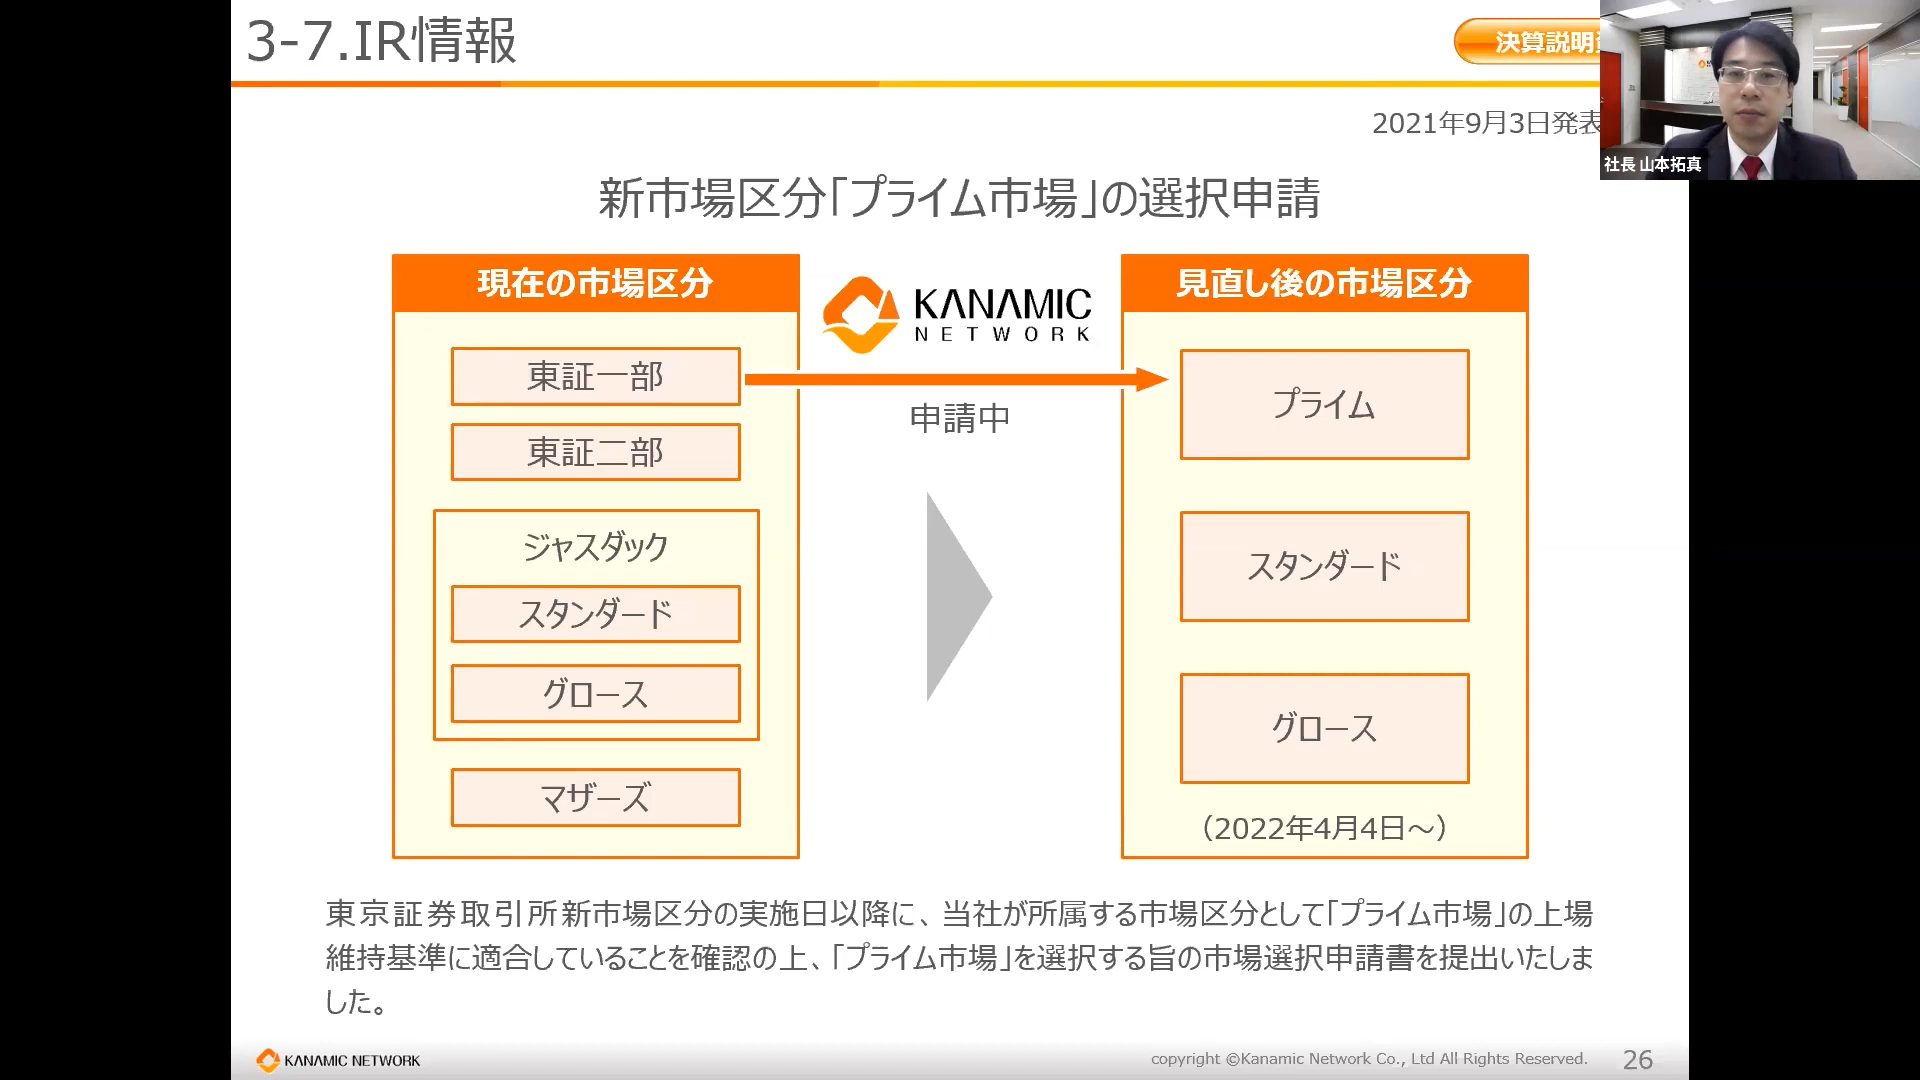 3-7.IR情報
決算説明
2021年9月3日発表
社長 山本拓真
新市場区分｢プライム市場｣の選択申請
現在の市場区分
東証一部
東証二部
ジャスダック
スタンダード
グロース
マザーズ
KANAMIC
NETWORK
申請中
見直し後の市場区分
プライム
スタンダード
グロース
（2022年4月4日～）
東京証券取引所新市場区分の実施日以降に、当社が所属する市場区分として｢プライム市場｣の上場
維持基準に適合していることを確認の上、｢プライム市場｣を選択する旨の市場選択申請書を提出いたしま
した。
KANAMIC NETWORK
copyright ©Kanamic Network Co., Ltd All Rights Reserved.
26